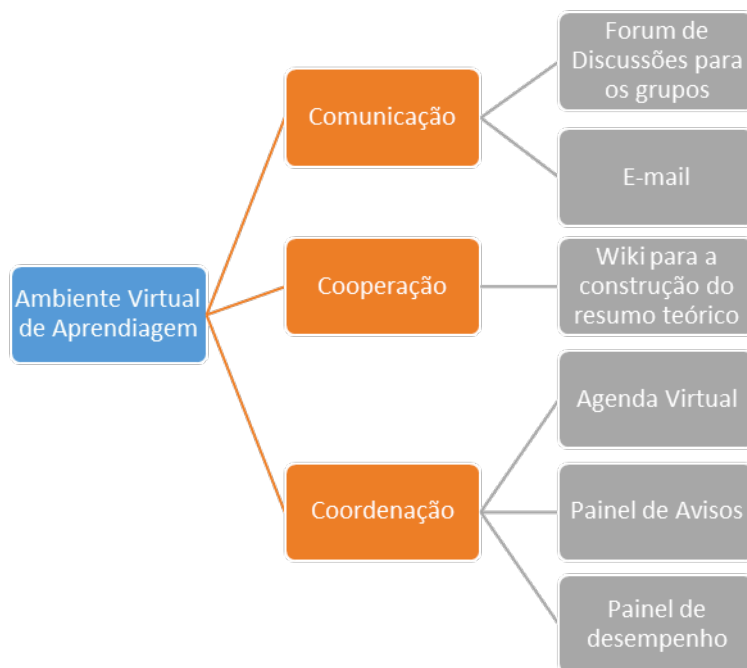 Ambiente Virtual
de Aprendiagem
Comunicação
Forum de
Discussões para
os grupos
E-mail
Cooperação
Wiki para a
construção do
resumo teórico
Coordenação
Agenda Virtual
Painel de Avisos
Painel de
desempenho